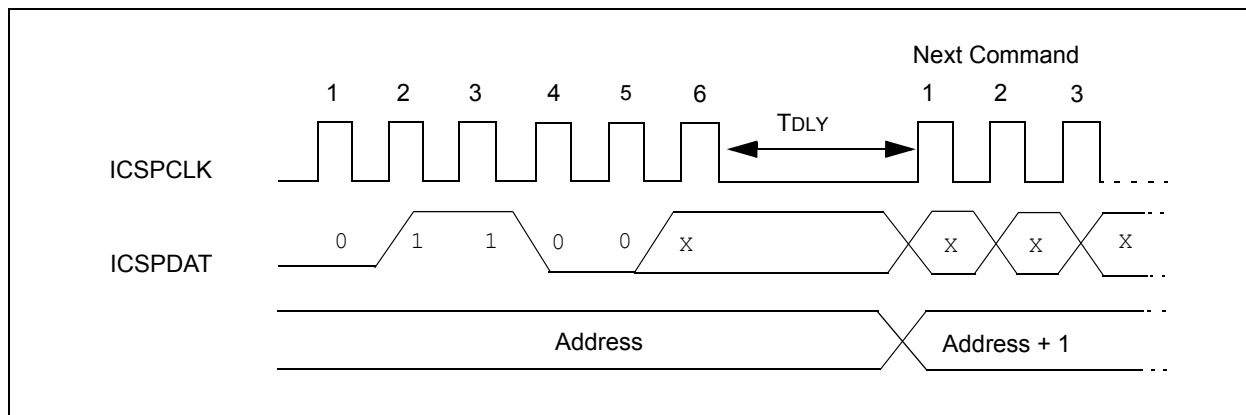 Next Command
1 2 3 4 5 6 1 2 3
TDLY
ICSPCLK
0 1 1 0 0 x x x x
ICSPDAT
Address Address + 1